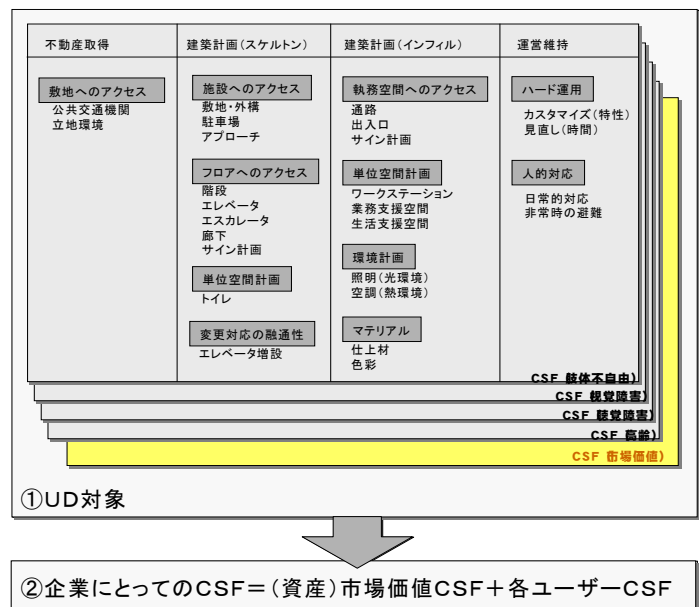 不動産取得
敷地へのアクセス
公共交通機関
立地環境
建築計画(スケルトン)
施設へのアクセス
敷地・外構
駐車場
アプローチ
フロアへのアクセス
階段
エレベータ
エスカレータ
廊下
サイン計画
単位空間計画
トイレ
変更対応の融通性
エレベータ増設
建築計画(インフィル)
執務空間へのアクセス
通路
出入口
サイン計画
単位空間計画
ワークステーション
業務支援空間
生活支援空間
環境計画
照明(光環境)
空調(熱環境)
マテリアル
仕上材
色彩
運営維持
ハード運用
カスタマイズ(特性)
見直し(時間)
人的対応
日常的対応
非常時の避難
CSF 肢体不自由)
CSF 視覚障害)
CSF 聴覚障害)
CSF 高齢)
CSF 市場価値)
①UD対象
②企業にとってのCSF=(資産)市場価値CSF+各ユーザーCSF